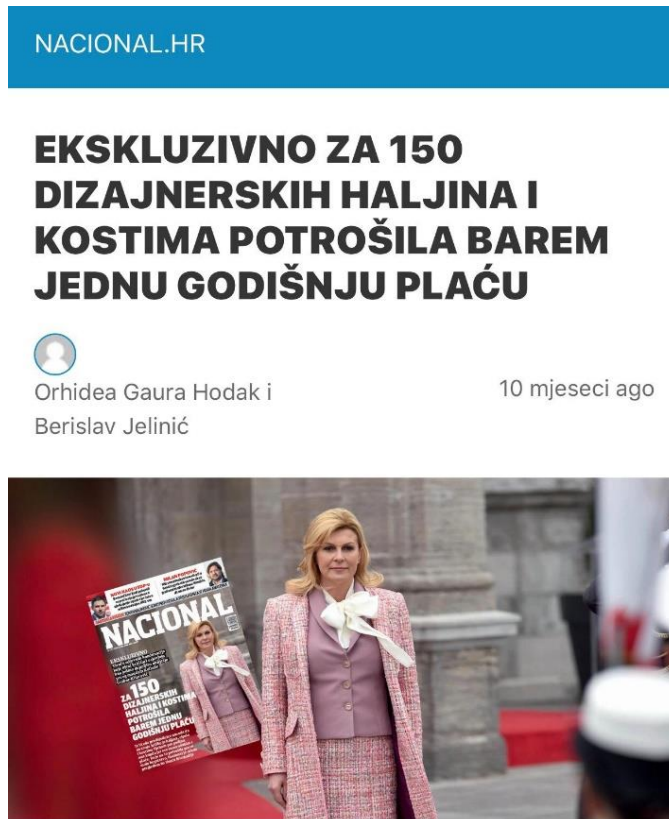 NACIONAL.HR
EKSKLUZIVNO ZA 150
DIZAJNERSKIH HALJINA I
KOSTIMA POTROŠILA BAREM
JEDNU GODIŠNJU PLAĆU
Orhidea Gaura Hodak i
Berislav Jelinić
10 mjeseci ago
NACIONAL
EKSKLUZIVNO
ZA 150
DIZAJNERSKIH
HALJINA I KOSTIMA
POTROŠILA
BAREM JEDNU
GODIŠNJU PLAĆU